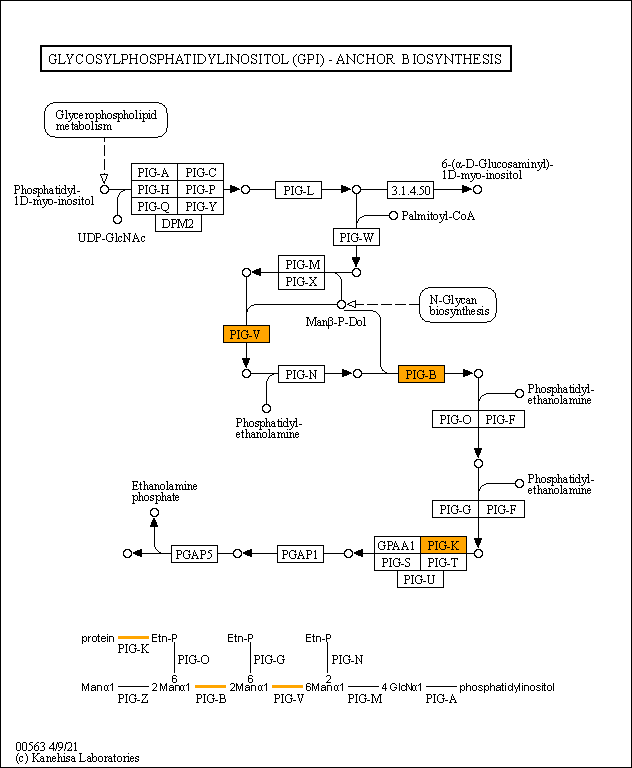 GLYCOSYLPHOSPHATIDYLINOSITOL (GPI) - ANCHOR BIOSYNTHESIS
Glycerophospholipid
metabolism
6-(α-D-Glucosaminyl)-
1D-myo-inositol
PIG-A PIG-C
Phosphatidyl-
1D-myo-inositol
PIG-H PIG-P
PIG-L
3.1.4.50
PIG-Q PIG-Y
DPM2
Palmitoyl-CoA
UDP-GlcNAc
PIG-W
PIG-M
PIG-X
N-Glycan
biosynthesis
Manβ-P-Dol
PIG-V
PIG-N
PIG-B
Phosphatidyl-
ethanolamine
Phosphatidyl-
ethanolamine
PIG-O PIG-F
Phosphatidyl-
ethanolamine
Ethanolamine
phosphate
PIG-G PIG-F
GPAA1 PIG-K
PGAP5
PGAP1
PIG-S PIG-T
PIG-U
protein Etn-P Etn-P Etn-P
PIG-K
PIG-O PIG-G PIG-N
6 6 2
Manα1 2 Manα1 2Manα1 6Manα1 4 GlcNα1 phosphatidylinositol
PIG-Z PIG-B PIG-V PIG-M PIG-A
00563 4/9/21
(c) Kanehisa Laboratories